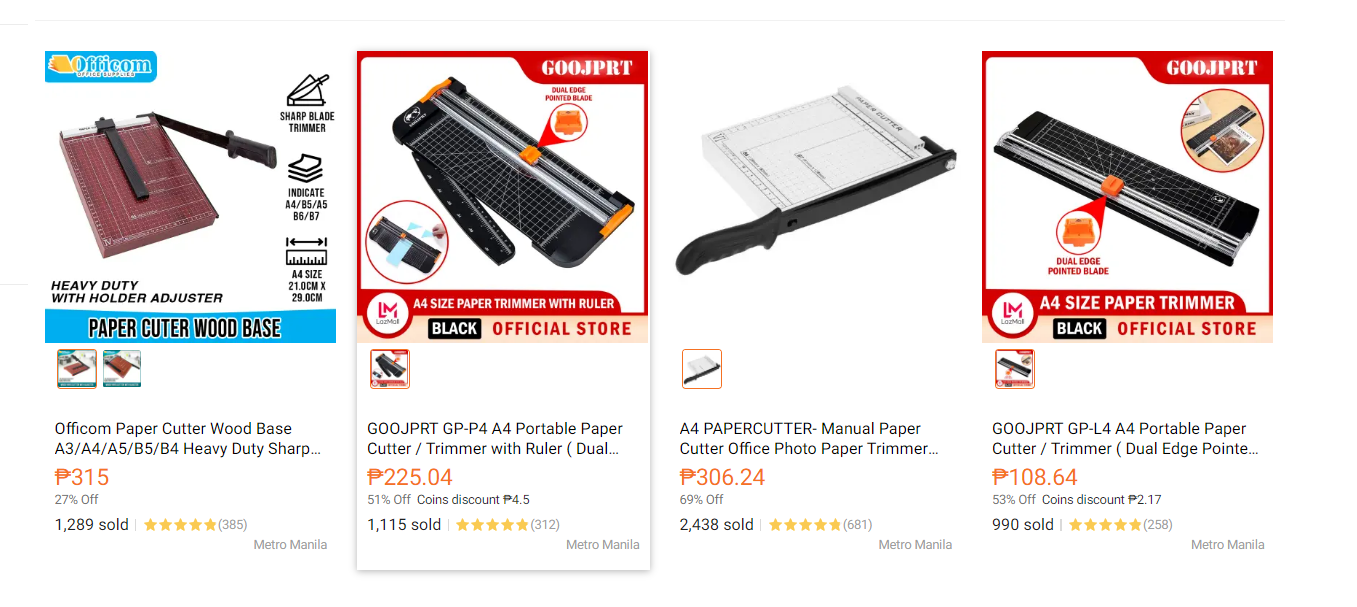 Officom
OFFICE SUPPLIES
SHARP BLADE
TRIMMER
INDICATE
A4/B5/A5
B6/B7
A4 SIZE
21.0CM X
29.0CM
HEAVY DUTY
WITH HOLDER ADJUSTER
PAPER CUTER WOOD BASE
Officom Paper Cutter Wood Base
A3/A4/A5/B5/B4 Heavy Duty Sharp...
₱315
27% Off
1,289 sold
(385)
Metro Manila
GOOJPRT
DUAL EDGE
POINTED BLADE
A4 SIZE PAPER TRIMMER WITH RULER
LM
LazMall
BLACK OFFICIAL STORE
GOOJPRT GP-P4 A4 Portable Paper
Cutter / Trimmer with Ruler ( Dual...
₱225.04
51% Off Coins discount ₱4.5
1,115 sold
(312)
Metro Manila
PAPER CUTTER
A4 PAPERCUTTER- Manual Paper
Cutter Office Photo Paper Trimmer...
₱306.24
69% Off
2,438 sold
(681)
Metro Manila
GOOJPRT
DUAL EDGE
POINTED BLADE
A4 SIZE PAPER TRIMMER
LM
LazMall
BLACK OFFICIAL STORE
GOOJPRT GP-L4 A4 Portable Paper
Cutter / Trimmer ( Dual Edge Pointe...
₱108.64
53% Off Coins discount ₱2.17
990 sold
(258)
Metro Manila